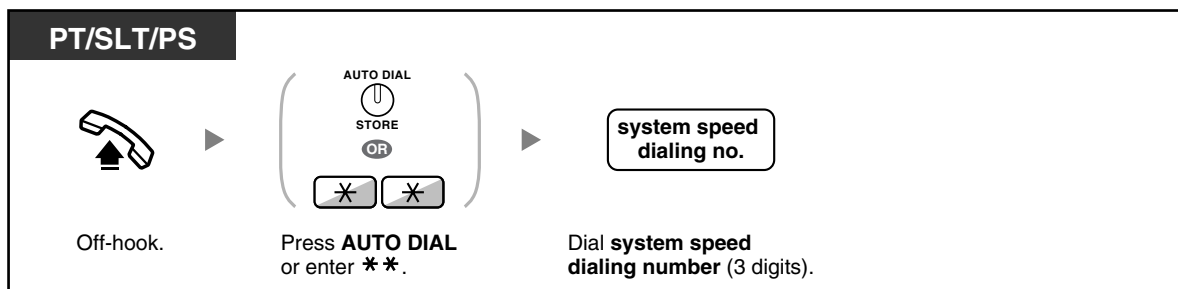 PT/SLT/PS
AUTO DIAL
STORE
OR
✕ ✕
system speed
dialing no.
Off-hook.
Press AUTO DIAL
or enter ✕✕.
Dial system speed
dialing number (3 digits).